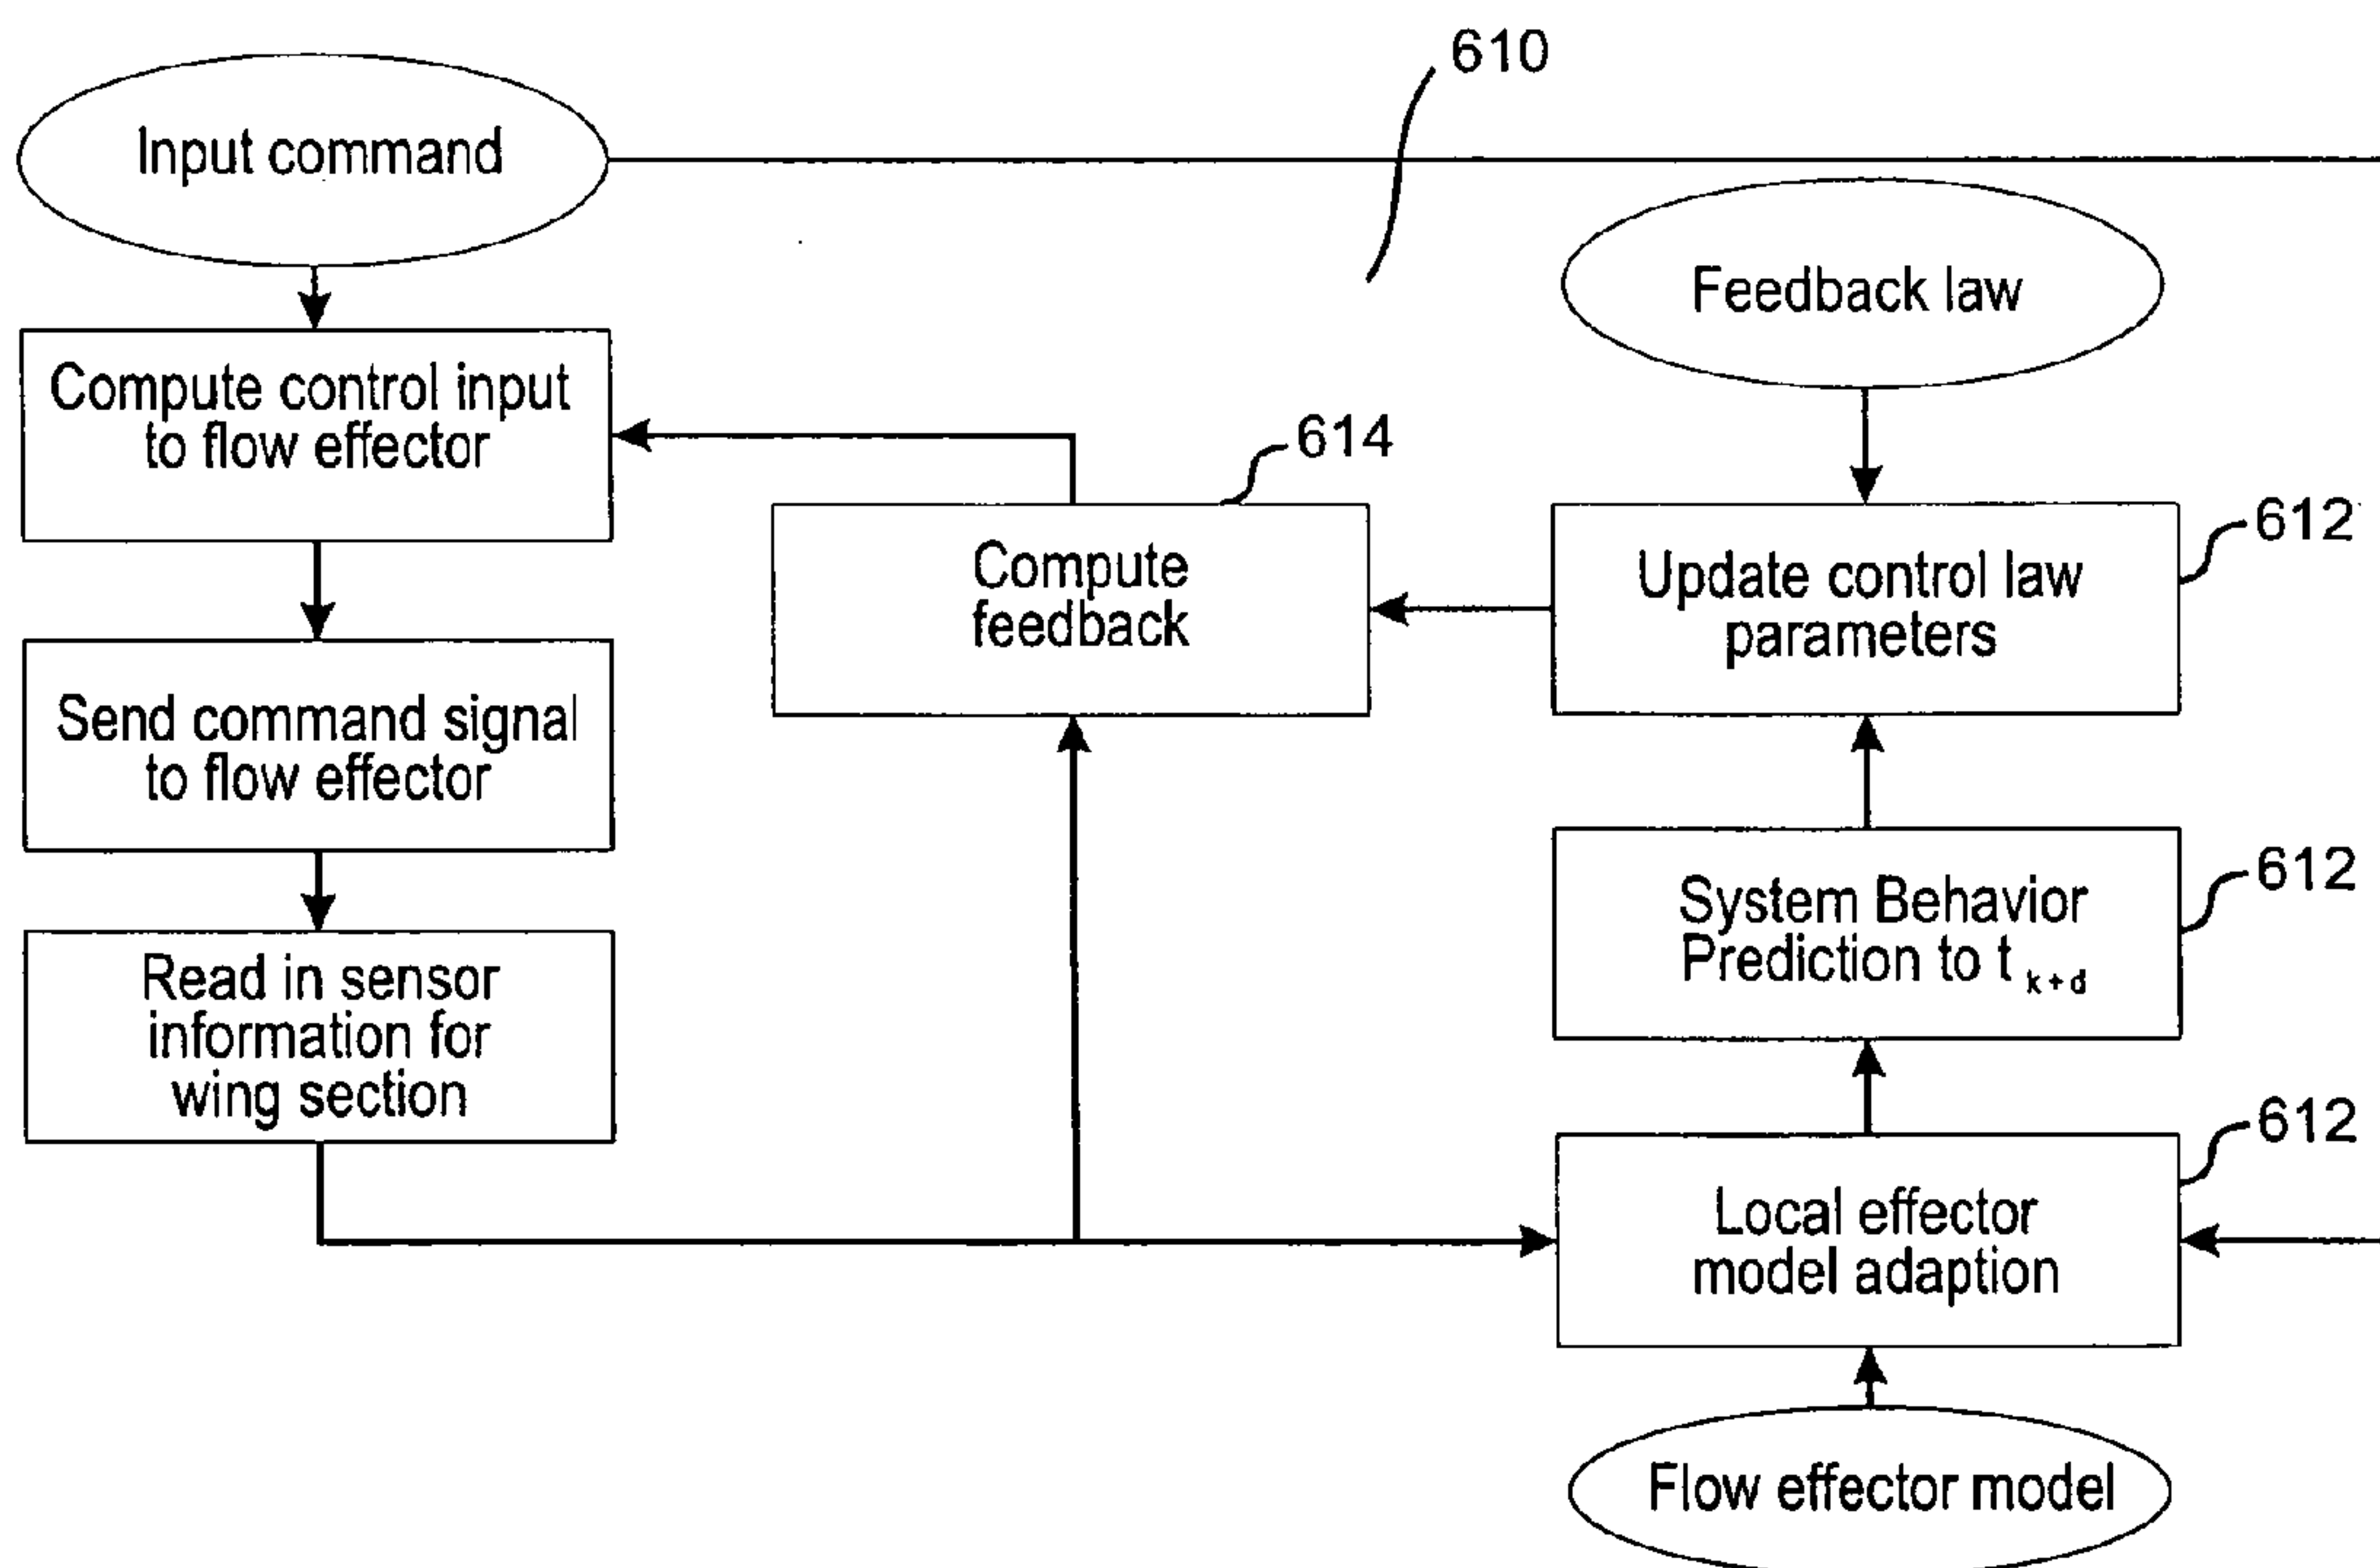 610
Input command
Feedback law
Compute control input
to flow effector
614
612
Compute
feedback
Update control law
parameters
Send command signal
to flow effector
612
System Behavior
Prediction to t k+d
Read in sensor
information for
wing section
612
Local effector
model adaption
Flow effector model